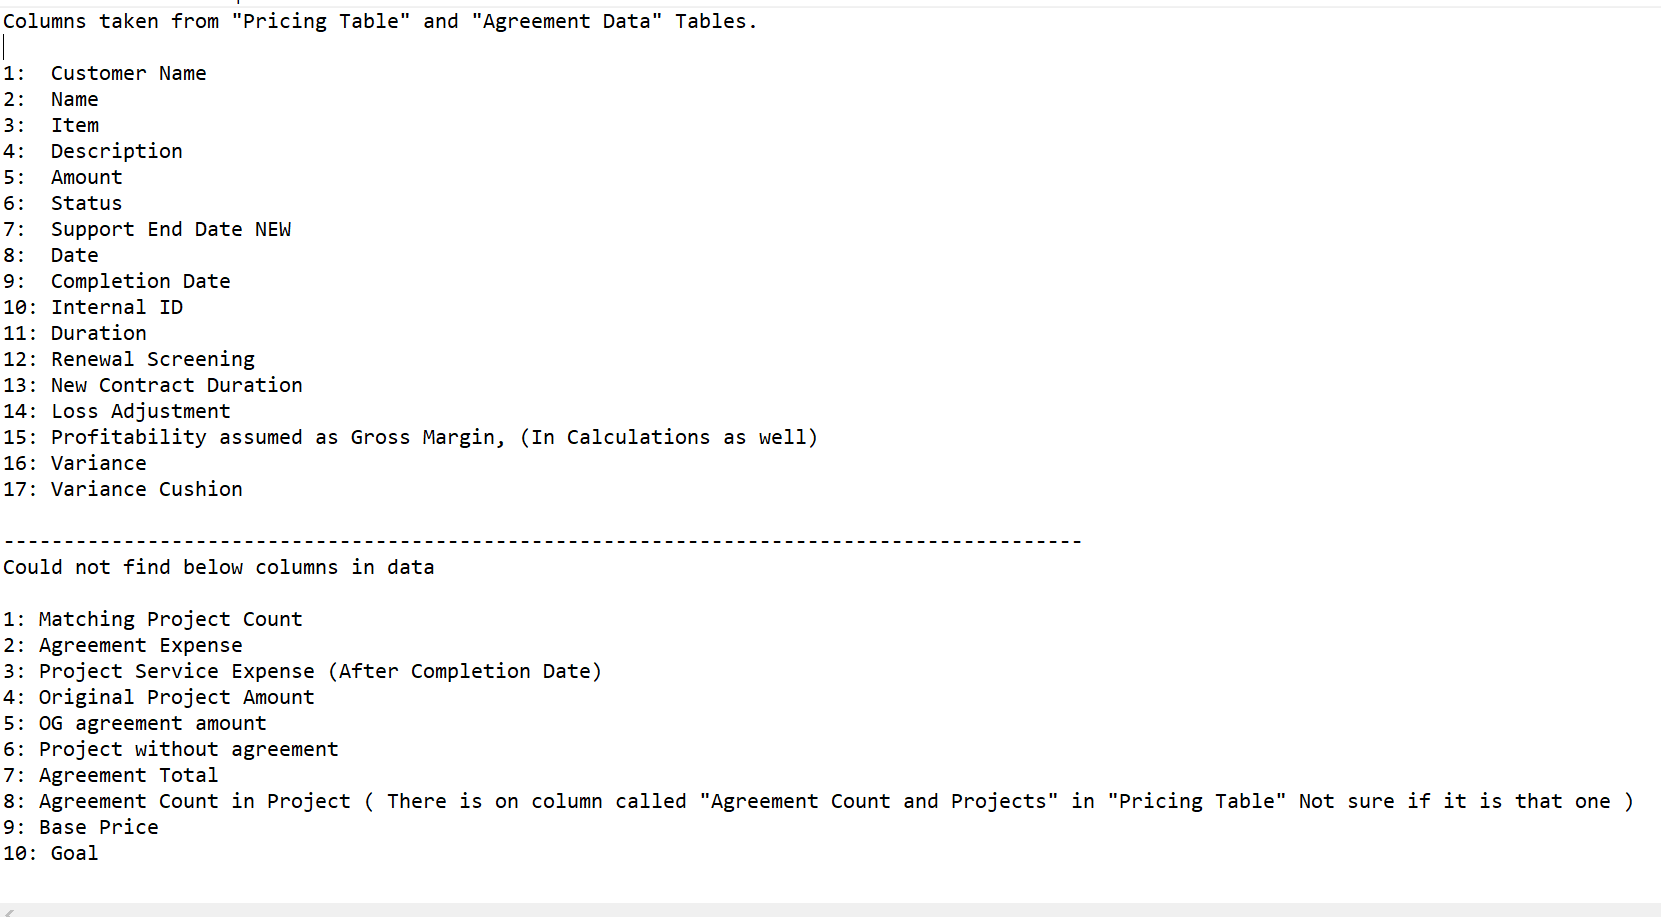 Columns taken from "Pricing Table" and "Agreement Data" Tables.
1:  Customer Name
2:  Name
3:  Item
4:  Description
5:  Amount
6:  Status
7:  Support End Date NEW
8:  Date
9:  Completion Date
10: Internal ID
11: Duration
12: Renewal Screening
13: New Contract Duration
14: Loss Adjustment
15: Profitability assumed as Gross Margin, (In Calculations as well)
16: Variance
17: Variance Cushion
------------------------------------------------------------------------------------------
Could not find below columns in data
1: Matching Project Count
2: Agreement Expense
3: Project Service Expense (After Completion Date)
4: Original Project Amount
5: OG agreement amount
6: Project without agreement
7: Agreement Total
8: Agreement Count in Project ( There is on column called "Agreement Count and Projects" in "Pricing Table" Not sure if it is that one )
9: Base Price
10: Goal